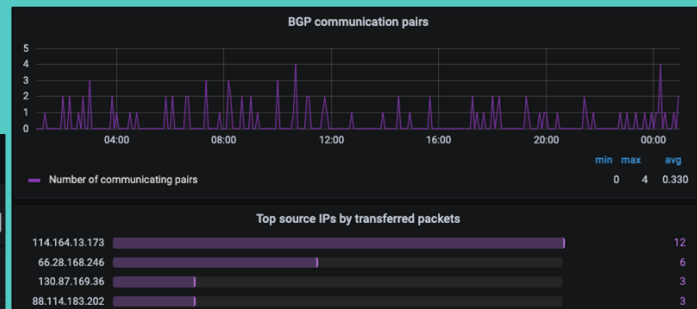 BGP communication pairs
5
4
3
2
1
0
04:00 08:00 12:00 16:00 20:00 00:00
min max avg
Number of communicating pairs 0 4 0.330
Top source IPs by transferred packets
114.164.13.173 12
66.28.168.246 6
130.87.169.36 3
88.114.183.202 3